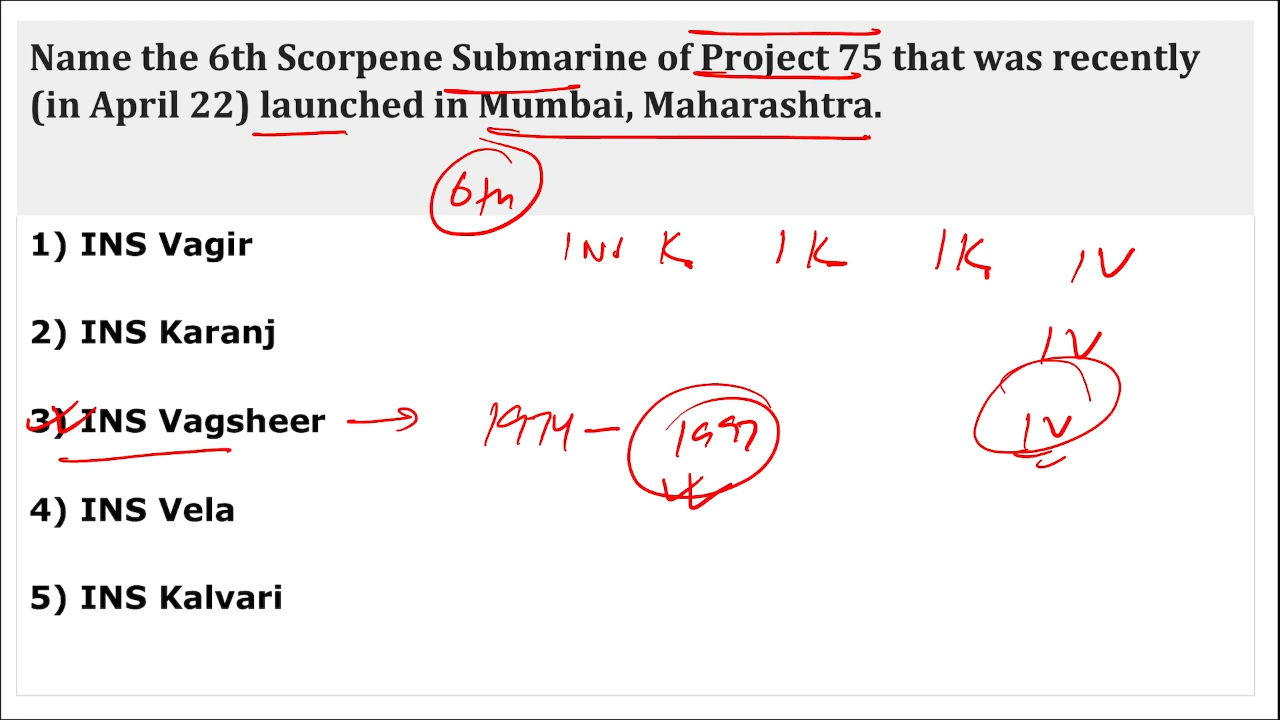 Name the 6th Scorpene Submarine of Project 75 that was recently
(in April 22) launched in Mumbai, Maharashtra.
6th
1) INS Vagir
INS K IK IK IV
2) INS Karanj
IV
3) INS Vagsheer → 1974 - 1997 IV
4) INS Vela
5) INS Kalvari